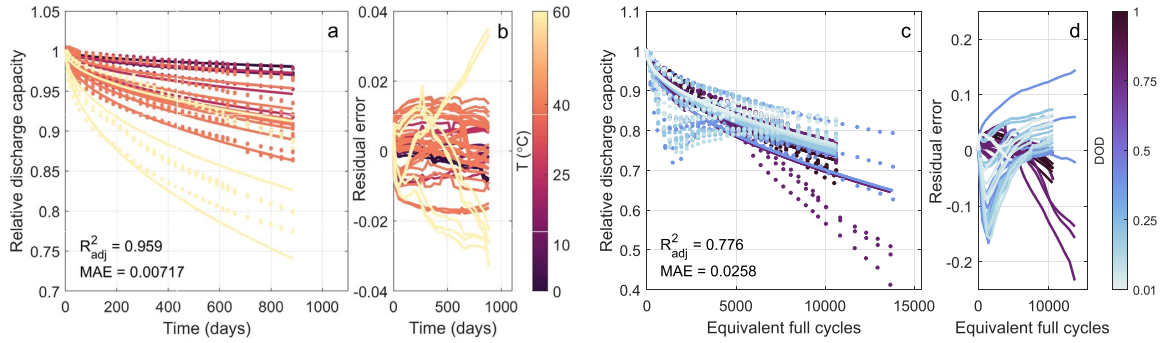 a
1.05
1
0.95
0.9
0.85
0.8
0.75
0.7
Relative discharge capacity
R²adj = 0.959
MAE = 0.00717
0 200 400 600 800 1000
Time (days)
b
0.04
0.02
0
-0.02
-0.04
Residual error
0 500 1000
Time (days)
60
40
25
10
0
T (°C)
c
1.1
1
0.9
0.8
0.7
0.6
0.5
0.4
Relative discharge capacity
R²adj = 0.776
MAE = 0.0258
0 5000 10000 15000
Equivalent full cycles
d
0.2
0.1
0
-0.1
-0.2
Residual error
0 10000
Equivalent full cycles
1
0.75
0.5
0.25
0.01
DOD